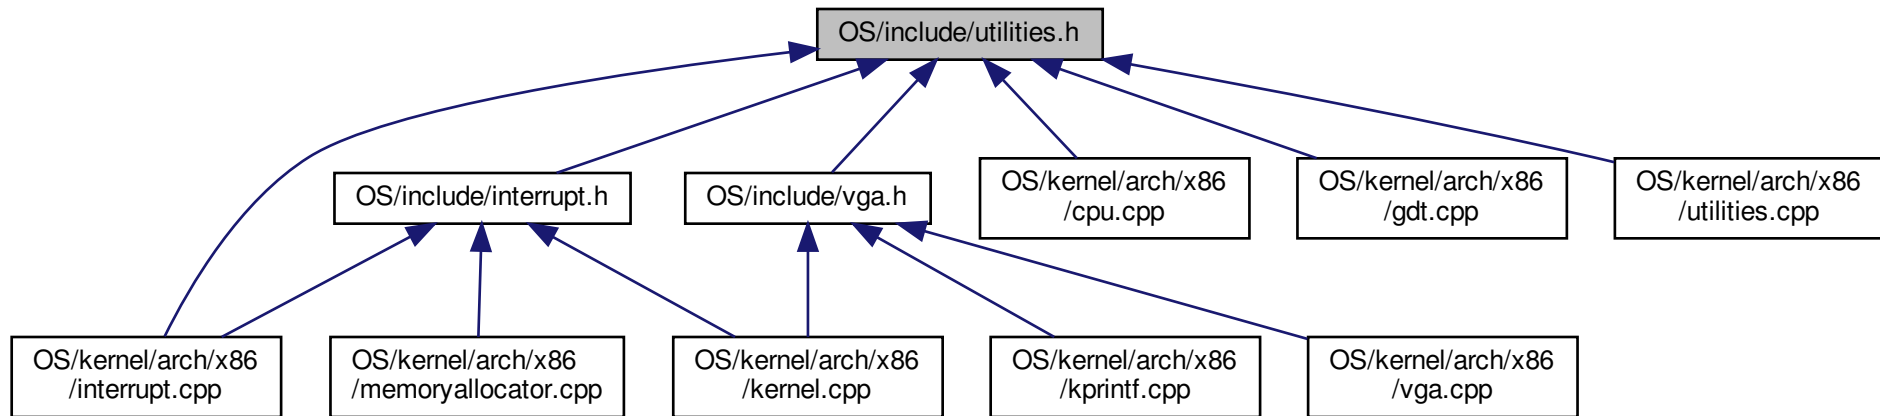 OS/include/utilities.h
OS/include/interrupt.h
OS/include/vga.h
OS/kernel/arch/x86
/cpu.cpp
OS/kernel/arch/x86
/gdt.cpp
OS/kernel/arch/x86
/utilities.cpp
OS/kernel/arch/x86
/interrupt.cpp
OS/kernel/arch/x86
/memoryallocator.cpp
OS/kernel/arch/x86
/kernel.cpp
OS/kernel/arch/x86
/kprintf.cpp
OS/kernel/arch/x86
/vga.cpp